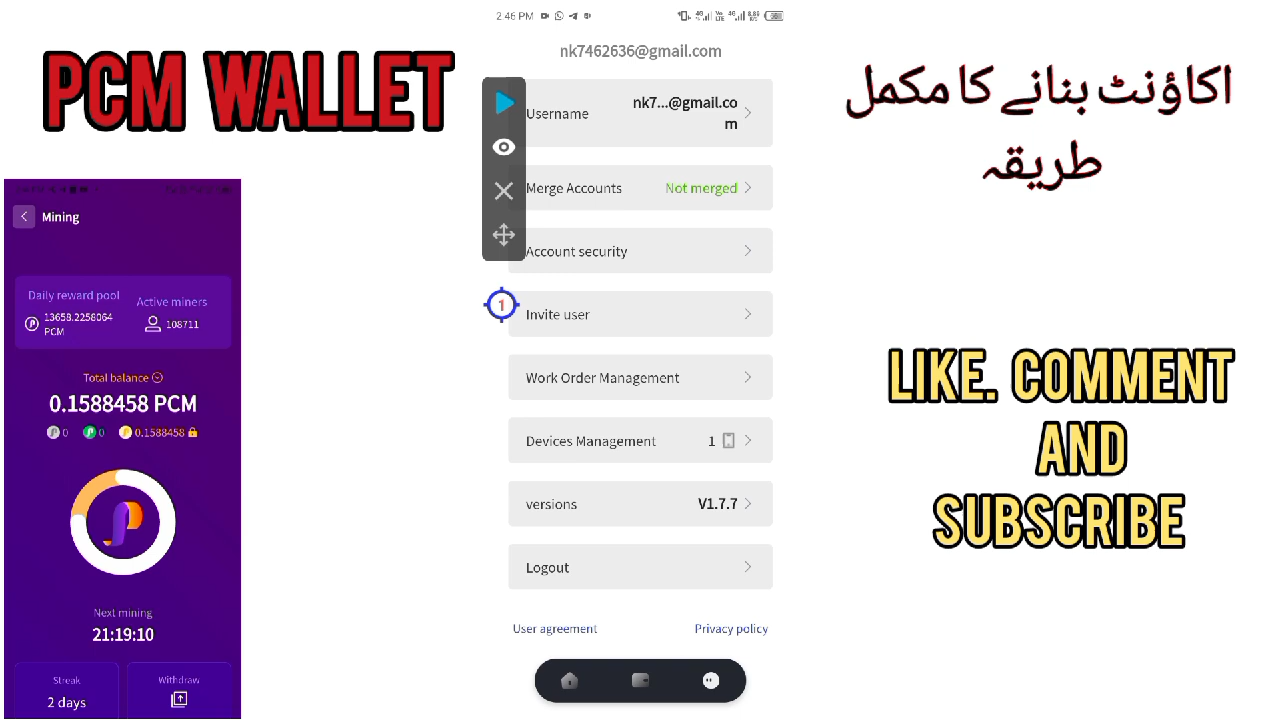 PCM WALLET
Mining
Daily reward pool
13658.2258064
PCM
Active miners
108711
Total balance
0.1588458 PCM
0
0
0.1588458
Next mining
21:19:10
Streak
2 days
Withdraw
2:46 PM
nk7462636@gmail.com
Username
nk7...@gmail.co
m
Merge Accounts
Not merged
Account security
1
Invite user
Work Order Management
Devices Management
1
versions
V1.7.7
Logout
User agreement
Privacy policy
اکاؤنٹ بنانے کا مکمل
طریقہ
LIKE. COMMENT
AND
SUBSCRIBE